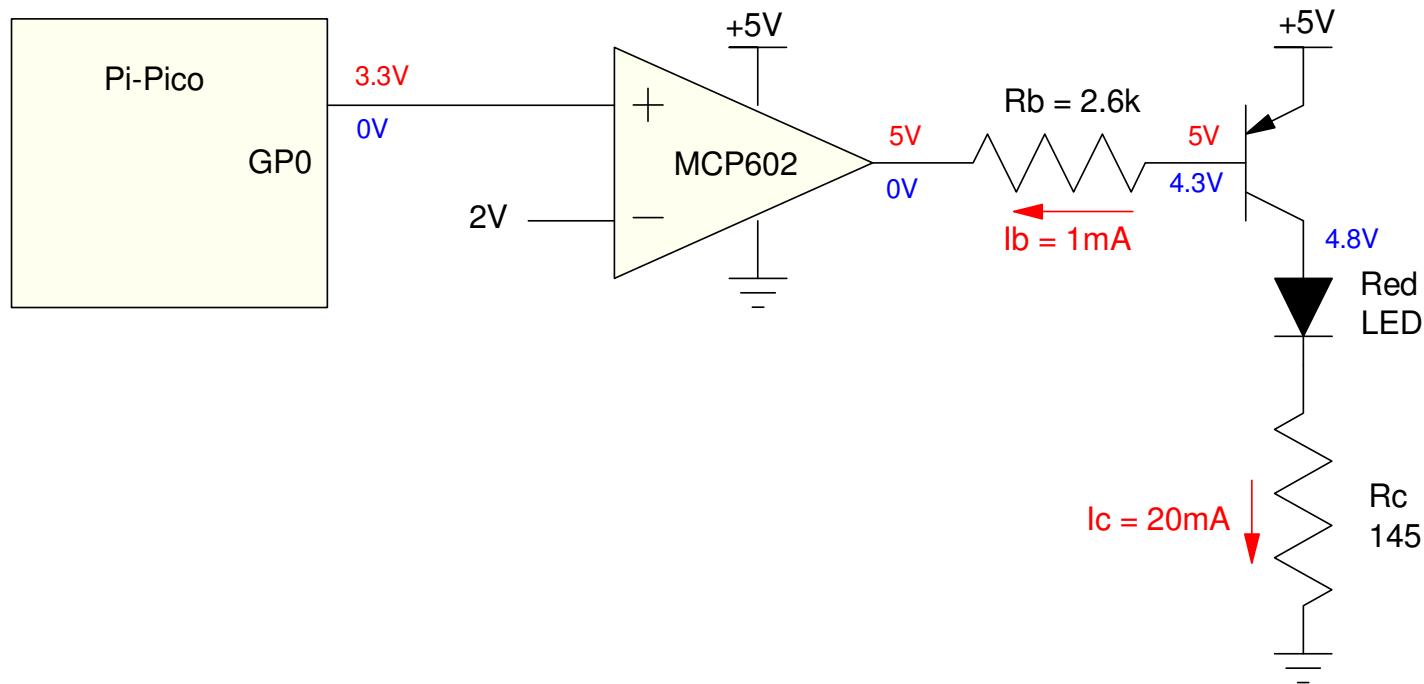 Pi-Pico
GP0
3.3V
0V
+5V
+
MCP602
2V
−
5V
0V
Rb = 2.6k
Ib = 1mA
+5V
5V
4.3V
4.8V
Red
LED
Ic = 20mA
Rc
145